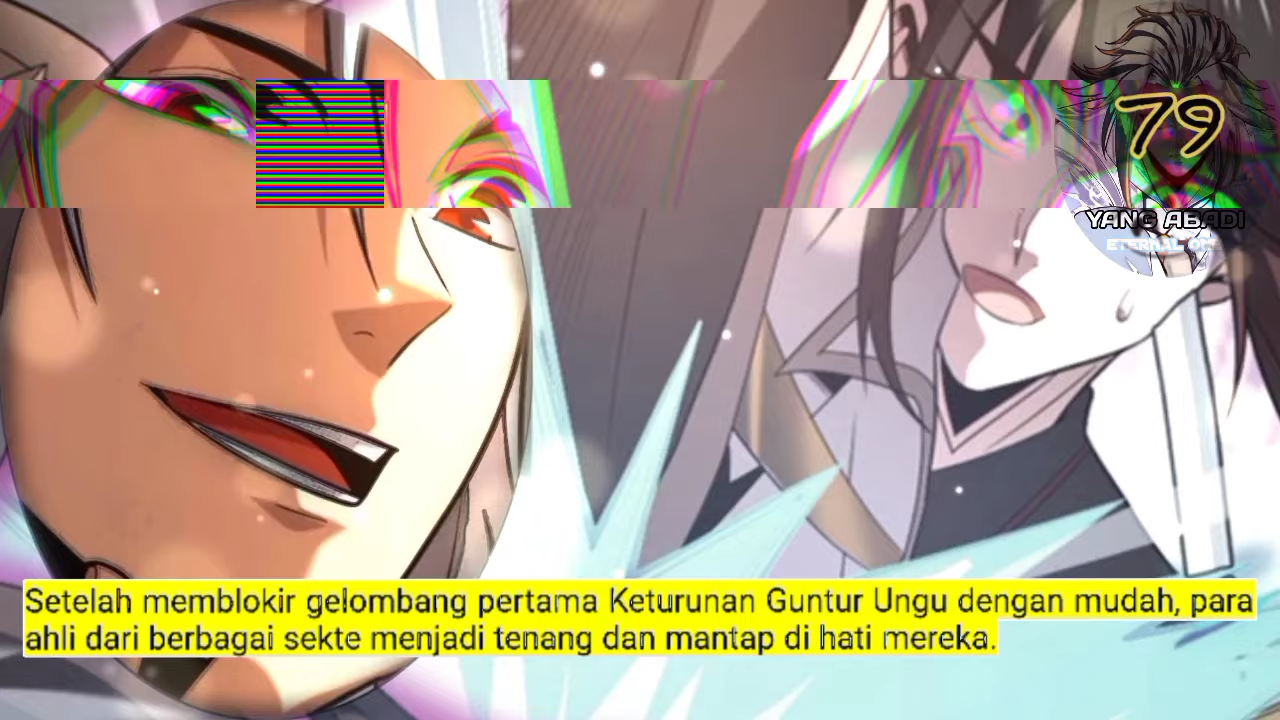 79
YANG ABADI
Setelah memblokir gelombang pertama Keturunan Guntur Ungu dengan mudah, para
ahli dari berbagai sekte menjadi tenang dan mantap di hati mereka.